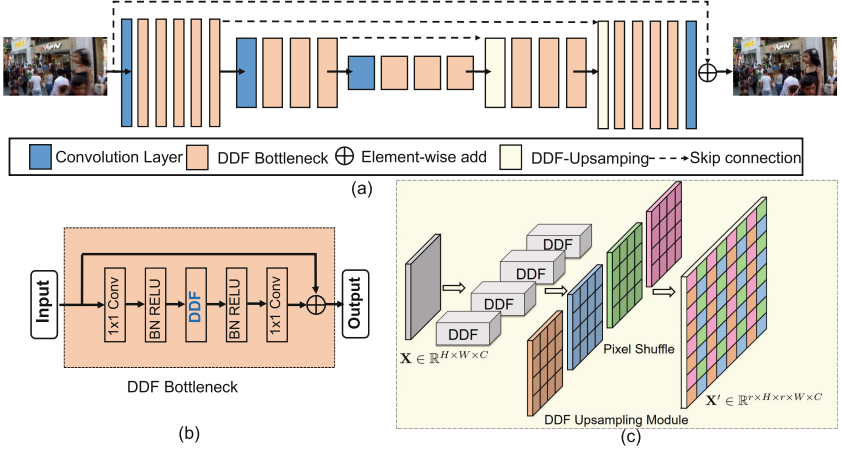 Convolution Layer DDF Bottleneck Element-wise add DDF-Upsamping Skip connection
(a)
Input
1x1 Conv
BN RELU
DDF
BN RELU
1x1 Conv
Output
DDF Bottleneck
(b)
DDF
DDF
DDF
DDF
X ∈ ℝ^{H×W×C}
Pixel Shuffle
X′ ∈ ℝ^{r×H×r×W×C}
DDF Upsampling Module
(c)